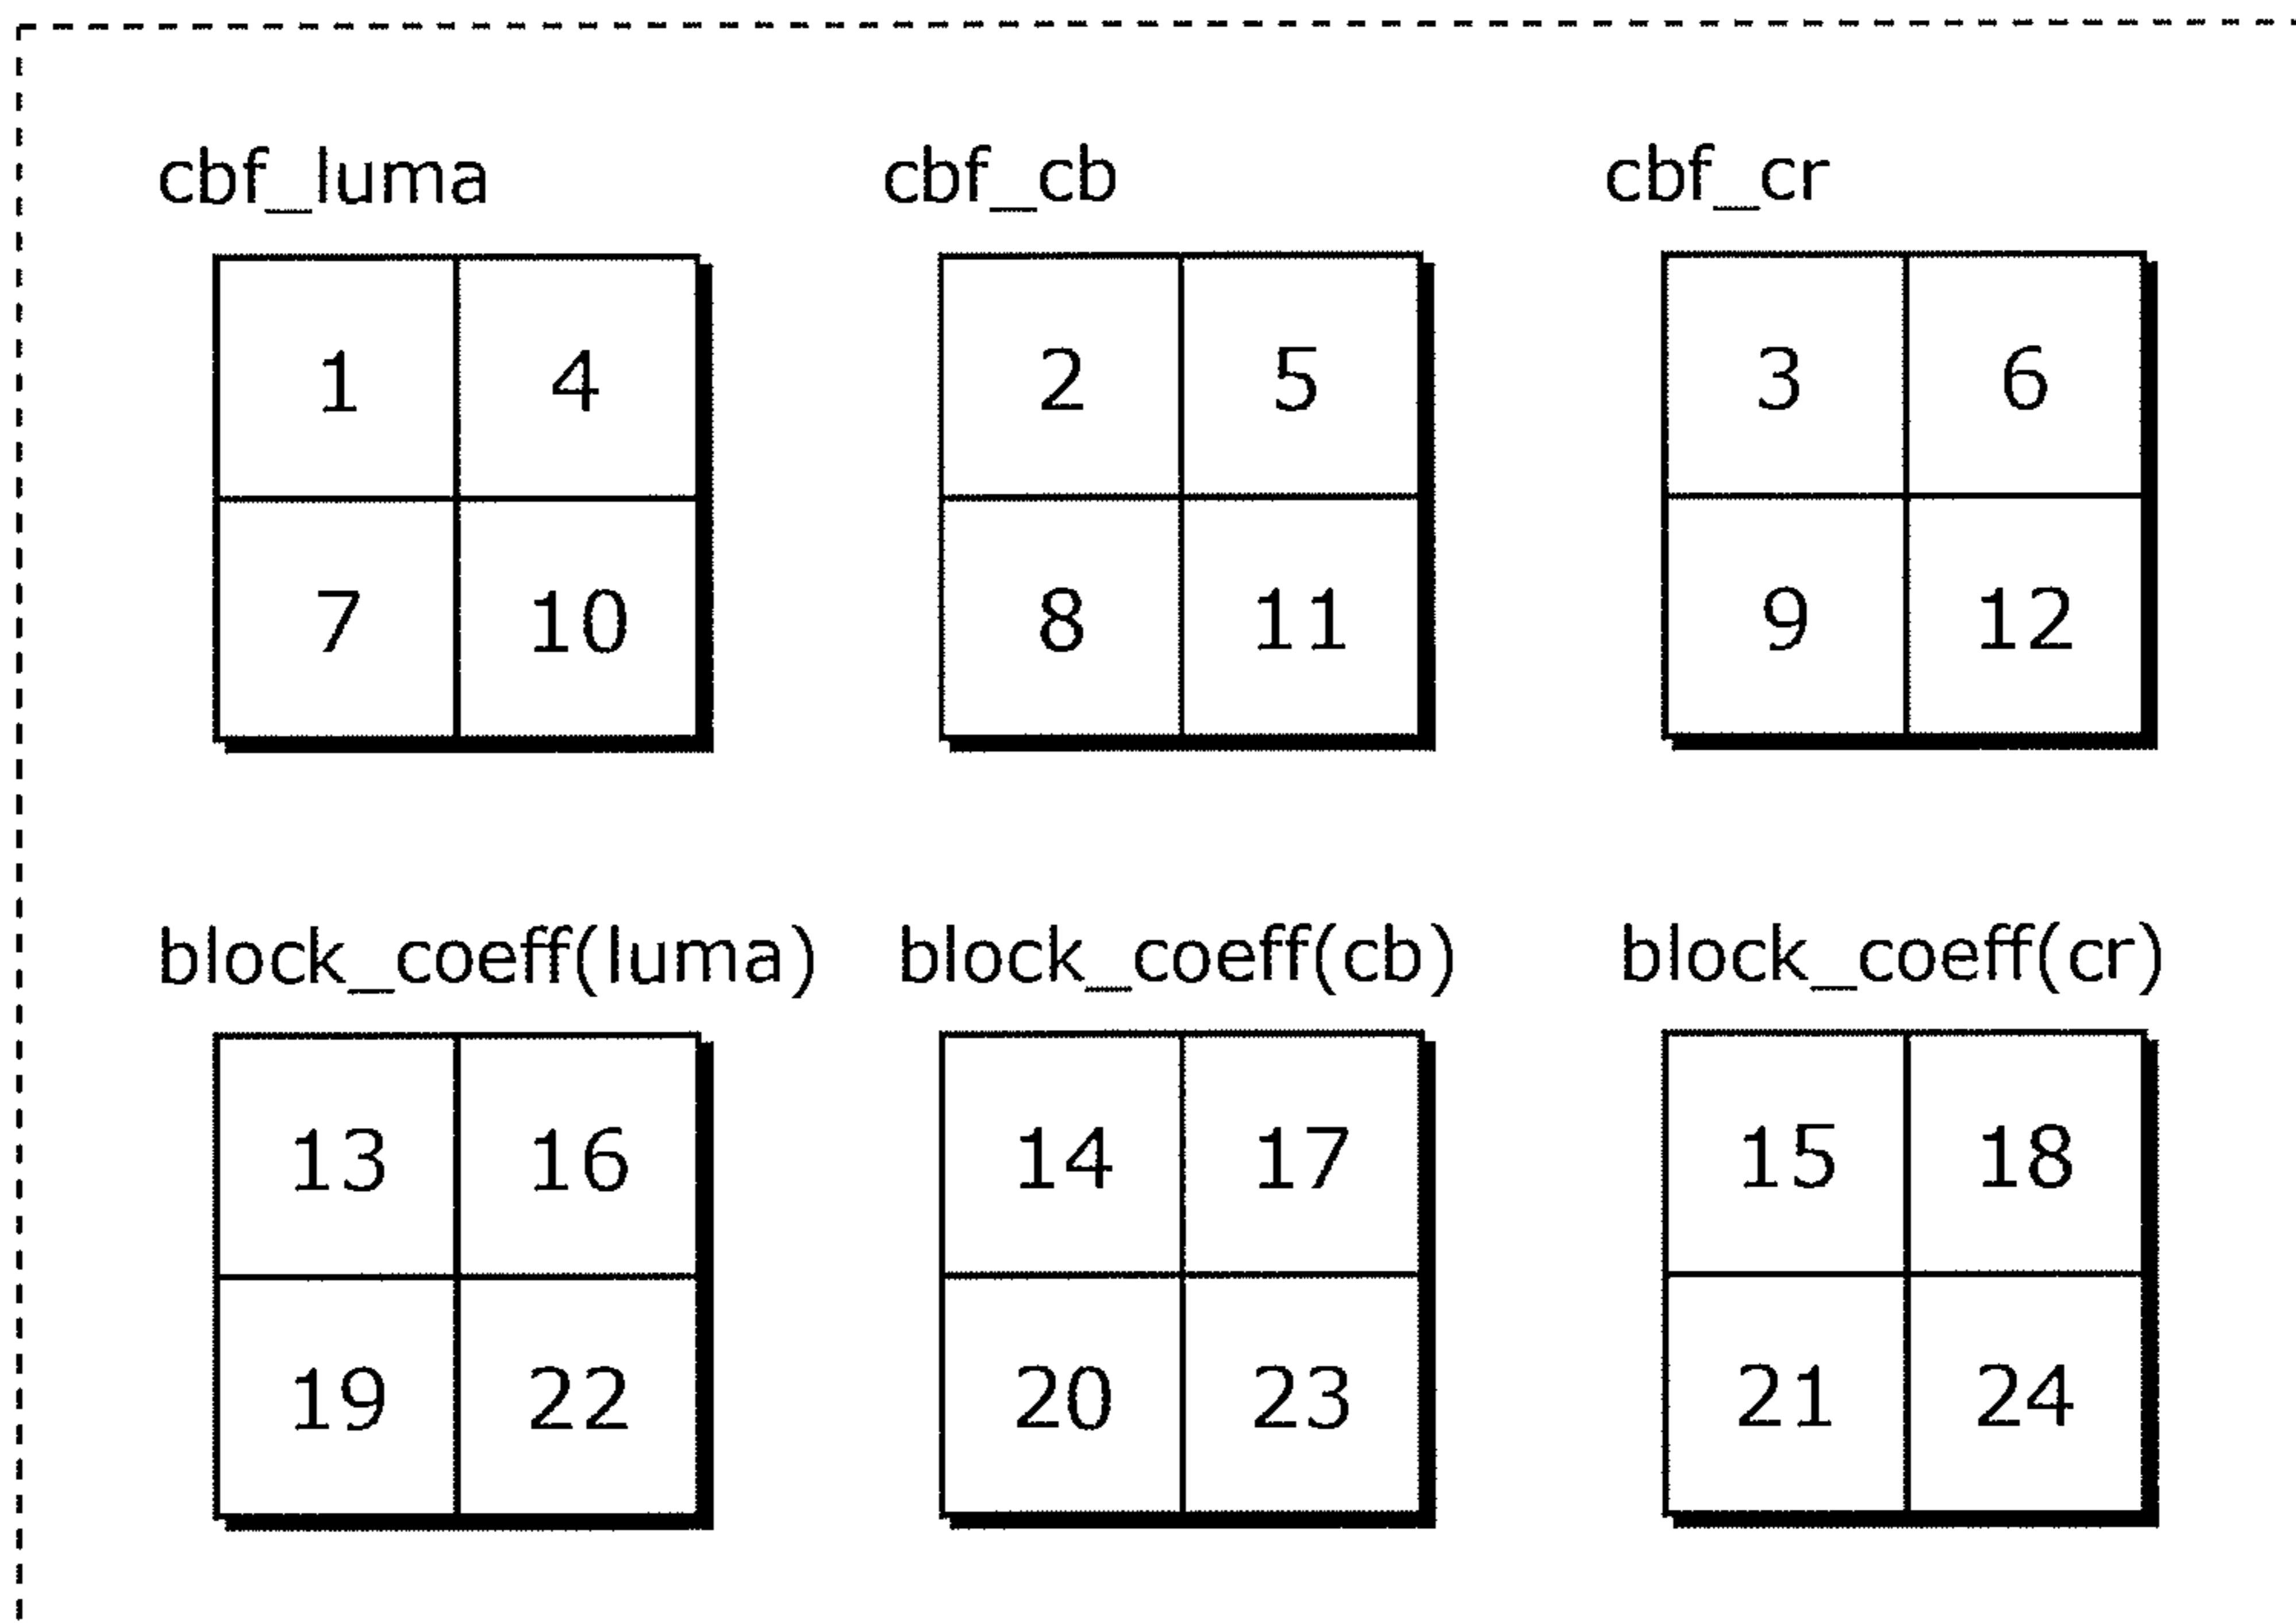 cbf_luma cbf_cb cbf_cr
1 4 2 5 3 6
7 10 8 11 9 12
block_coeff(luma) block_coeff(cb) block_coeff(cr)
13 16 14 17 15 18
19 22 20 23 21 24